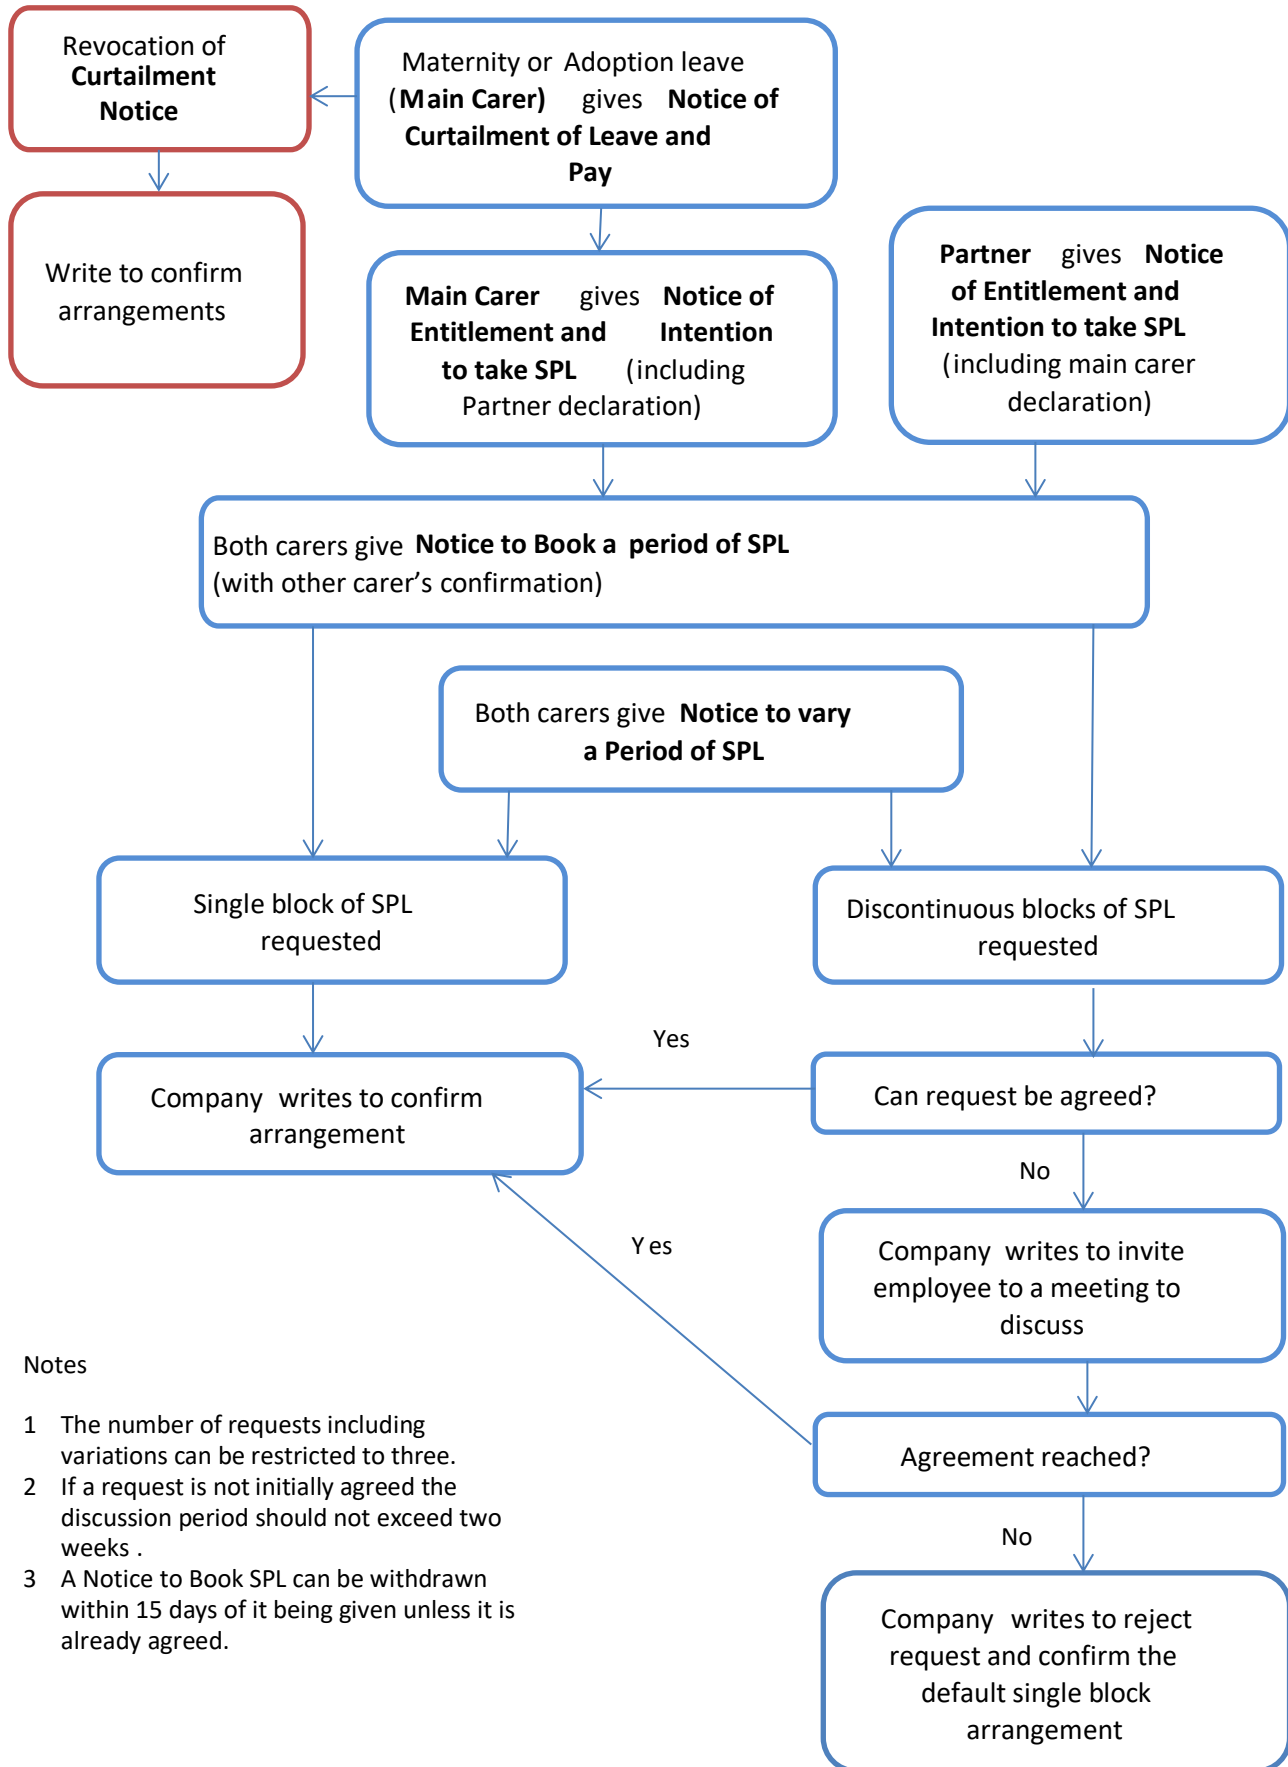 Revocation of
Curtailment
Notice
Maternity or Adoption leave
(Main Carer) gives Notice of
Curtailment of Leave and
Pay
Write to confirm
arrangements
Main Carer gives Notice of
Entitlement and Intention
to take SPL (including
Partner declaration)
Partner gives Notice
of Entitlement and
Intention to take SPL
(including main carer
declaration)
Both carers give Notice to Book a period of SPL
(with other carer’s confirmation)
Both carers give Notice to vary
a Period of SPL
Single block of SPL
requested
Discontinuous blocks of SPL
requested
Yes
Company writes to confirm
arrangement
Can request be agreed?
No
Yes
Company writes to invite
employee to a meeting to
discuss
Agreement reached?
No
Company writes to reject
request and confirm the
default single block
arrangement
Notes
1 The number of requests including
variations can be restricted to three.
2 If a request is not initially agreed the
discussion period should not exceed two
weeks .
3 A Notice to Book SPL can be withdrawn
within 15 days of it being given unless it is
already agreed.